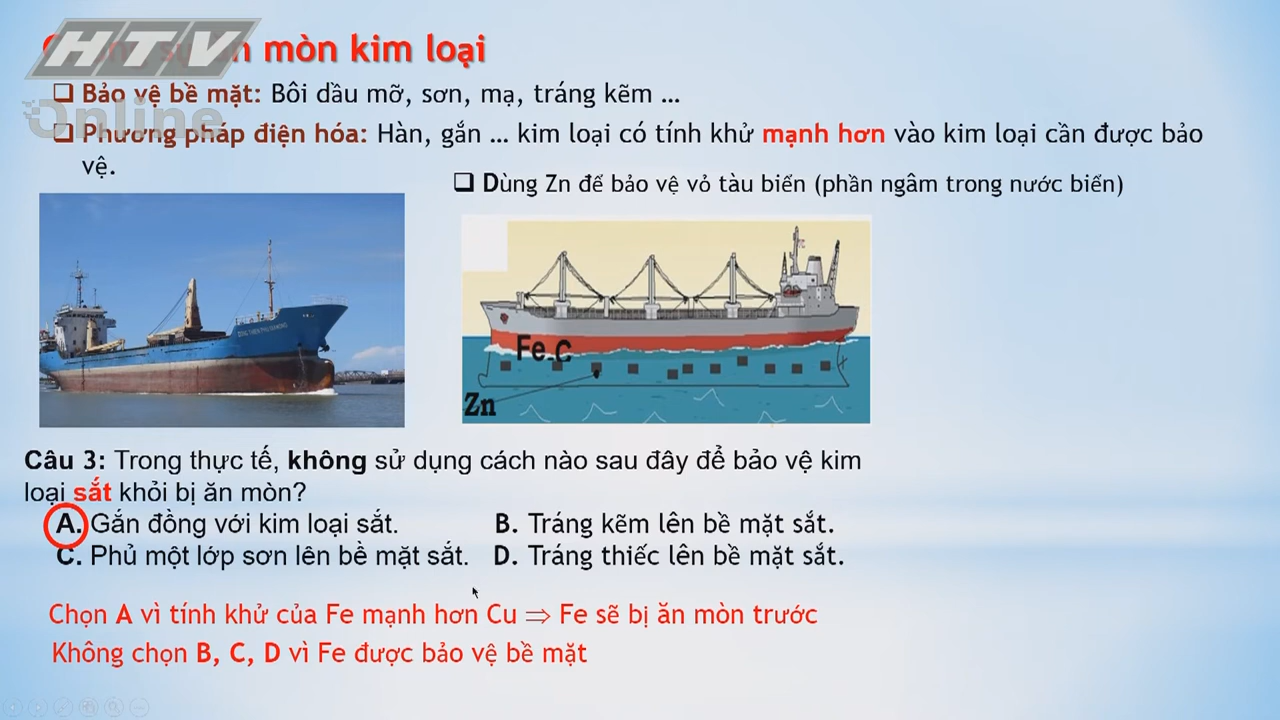 HTV
Online
mòn kim loại
❑ Bảo vệ bề mặt: Bôi dầu mỡ, sơn, mạ, tráng kẽm ...
❑ Phương pháp điện hóa: Hàn, gắn ... kim loại có tính khử mạnh hơn vào kim loại cần được bảo
vệ.
❑ Dùng Zn để bảo vệ vỏ tàu biển (phần ngâm trong nước biển)
Fe-C
Zn
Câu 3: Trong thực tế, không sử dụng cách nào sau đây để bảo vệ kim
loại sắt khỏi bị ăn mòn?
A. Gắn đồng với kim loại sắt. B. Tráng kẽm lên bề mặt sắt.
C. Phủ một lớp sơn lên bề mặt sắt. D. Tráng thiếc lên bề mặt sắt.
Chọn A vì tính khử của Fe mạnh hơn Cu ⇒ Fe sẽ bị ăn mòn trước
Không chọn B, C, D vì Fe được bảo vệ bề mặt